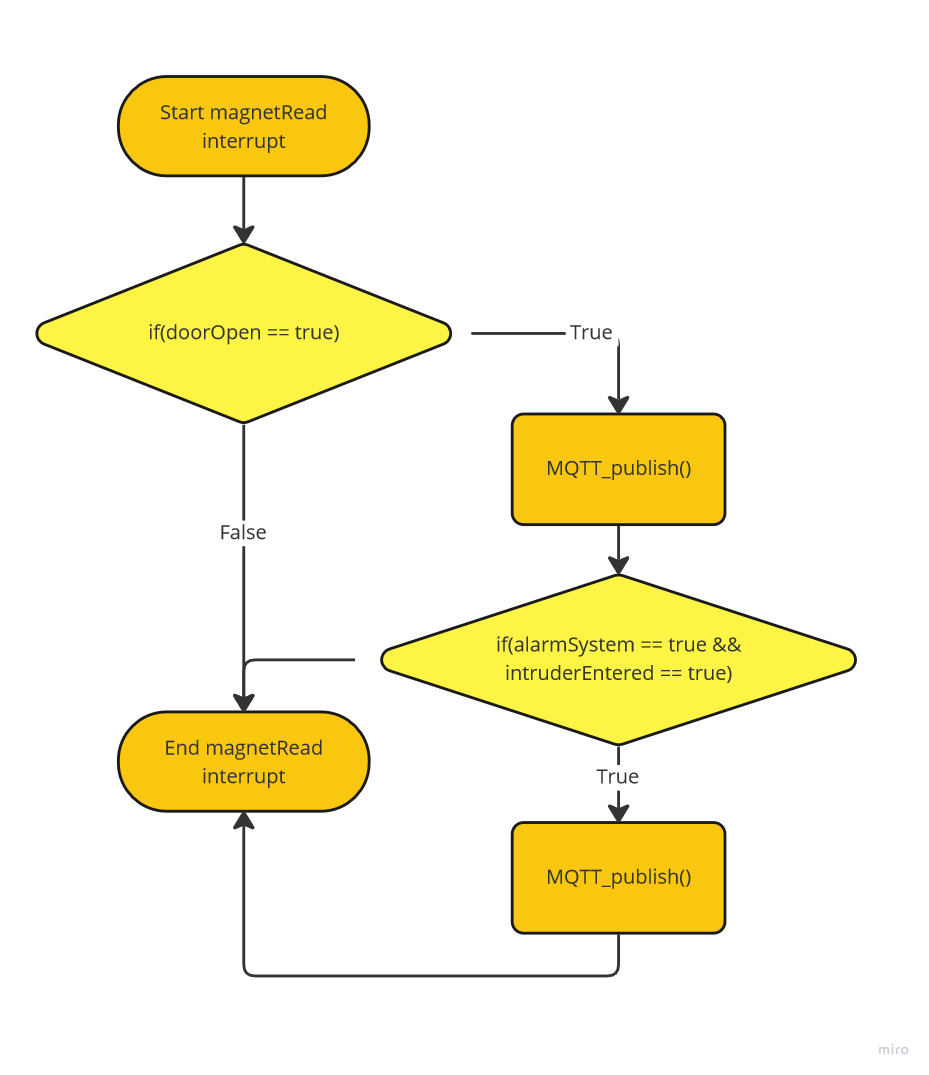 Start magnetRead
interrupt
if(doorOpen == true)
True
MQTT_publish()
False
if(alarmSystem == true &&
intruderEntered == true)
End magnetRead
interrupt
True
MQTT_publish()
miro